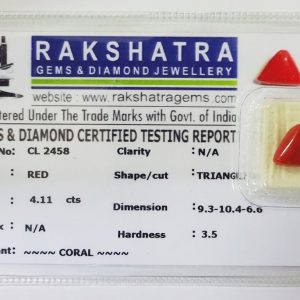 RAKSHATRA
GEMS & DIAMOND JEWELLERY
website : www.rakshatragems.com
tered Under The Trade Marks with Govt. of India
S & DIAMOND CERTIFIED TESTING REPORT
No: CL 2458 Clarity : N/A
: RED Shape/cut : TRIANGL
: 4.11 cts Dimension : 9.3-10.4-6.6
x : N/A Hardness : 3.5
nt : ~~~~ CORAL ~~~~